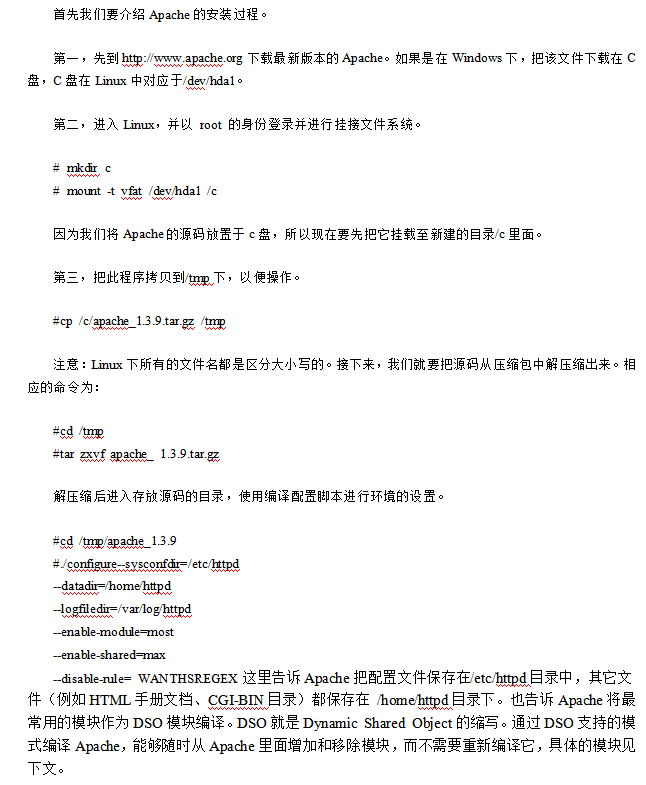 首先我们要介绍 Apache 的安装过程。
第一，先到 http://www.apache.org 下载最新版本的 Apache。如果是在 Windows 下，把该文件下载在 C
盘，C 盘在 Linux 中对应于/dev/hda1。
第二，进入 Linux，并以 root 的身份登录并进行挂接文件系统。
# mkdir c
# mount -t vfat /dev/hda1 /c
因为我们将 Apache 的源码放置于 c 盘，所以现在要先把它挂载至新建的目录/c 里面。
第三，把此程序拷贝到/tmp 下，以便操作。
#cp /c/apache_1.3.9.tar.gz /tmp
注意：Linux 下所有的文件名都是区分大小写的。接下来，我们就要把源码从压缩包中解压缩出来。相
应的命令为：
#cd /tmp
#tar zxvf apache_ 1.3.9.tar.gz
解压缩后进入存放源码的目录，使用编译配置脚本进行环境的设置。
#cd /tmp/apache_1.3.9
#./configure--sysconfdir=/etc/httpd
--datadir=/home/httpd
--logfiledir=/var/log/httpd
--enable-module=most
--enable-shared=max
--disable-rule= WANTHSREGEX 这里告诉 Apache 把配置文件保存在/etc/httpd 目录中，其它文
件（例如 HTML 手册文档、CGI-BIN 目录）都保存在 /home/httpd 目录下。也告诉 Apache 将最
常用的模块作为 DSO 模块编译。DSO 就是 Dynamic Shared Object 的缩写。通过 DSO 支持的模
式编译 Apache，能够随时从 Apache 里面增加和移除模块，而不需要重新编译它，具体的模块见
下文。